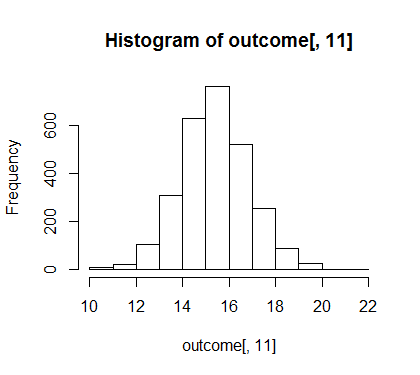 Histogram of outcome[, 11]
Frequency
600
400
200
0
10 12 14 16 18 20 22
outcome[, 11]